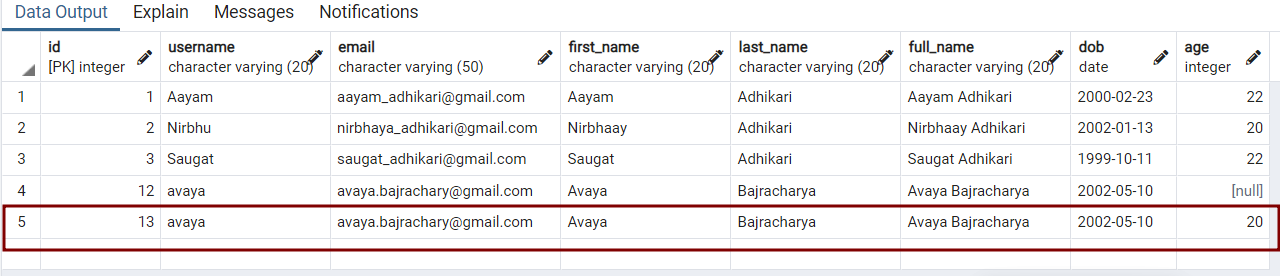 Data Output Explain Messages Notifications
id username email first_name last_name full_name dob age
[PK] integer character varying (20) character varying (50) character varying (20) character varying (20) character varying (20) date integer
1 1 Aayam aayam_adhikari@gmail.com Aayam Adhikari Aayam Adhikari 2000-02-23 22
2 2 Nirbhu nirbhaya_adhikari@gmail.com Nirbhaay Adhikari Nirbhaay Adhikari 2002-01-13 20
3 3 Saugat saugat_adhikari@gmail.com Saugat Adhikari Saugat Adhikari 1999-10-11 22
4 12 avaya avaya.bajrachary@gmail.com Avaya Bajracharya Avaya Bajracharya 2002-05-10 [null]
5 13 avaya avaya.bajrachary@gmail.com Avaya Bajracharya Avaya Bajracharya 2002-05-10 20